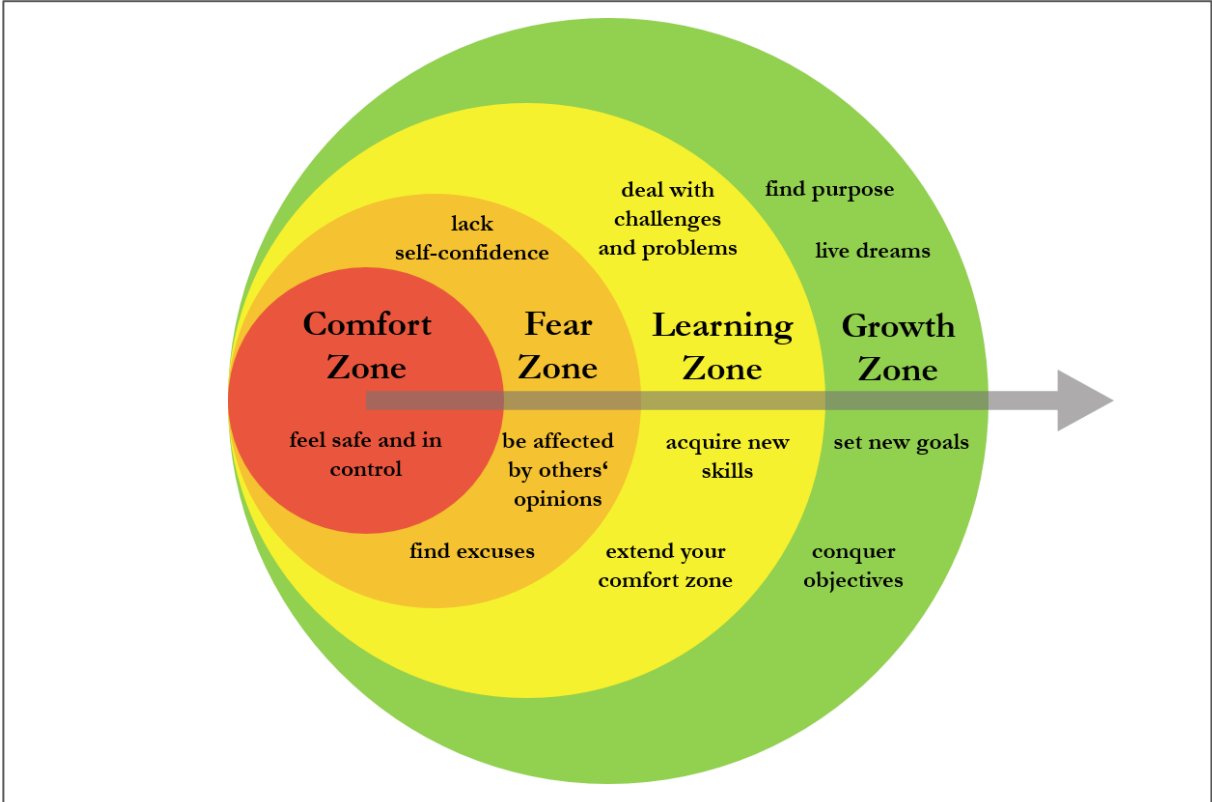 deal with
challenges
and problems
find purpose
lack
self-confidence
live dreams
Comfort
Zone
Fear
Zone
Learning
Zone
Growth
Zone
feel safe and in
control
be affected
by others‘
opinions
acquire new
skills
set new goals
find excuses
extend your
comfort zone
conquer
objectives